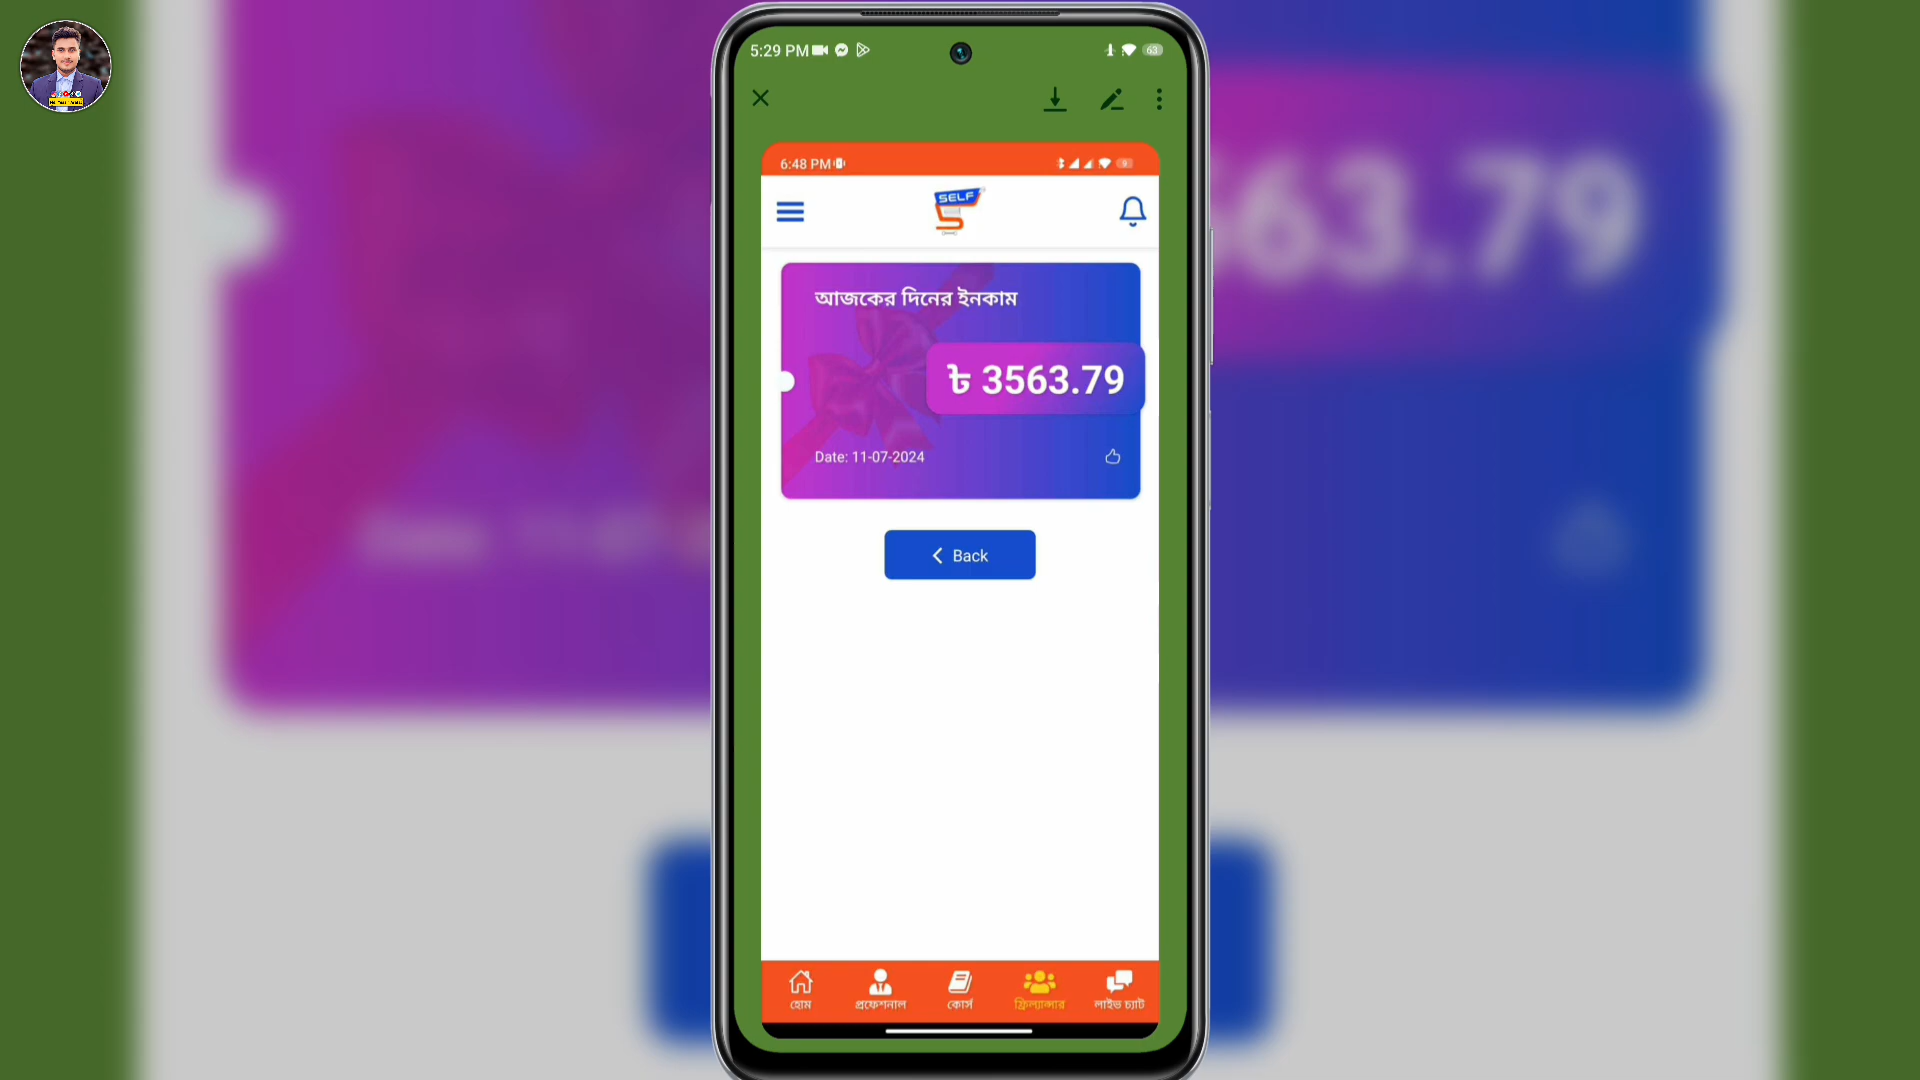 5:29 PM
63
6:48 PM
SELF
আজকের দিনের ইনকাম
৳ 3563.79
Date: 11-07-2024
Back
হোম
প্রফেশনাল
কোর্স
ফ্রিল্যান্সার
লাইভ চ্যাট
63.79